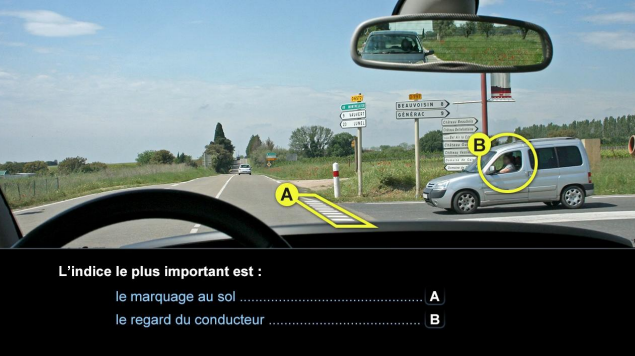 BEAUVOISIN
GÉNÉRAC
A
B
L'indice le plus important est :
le marquage au sol .................................................. A
le regard du conducteur .......................................... B